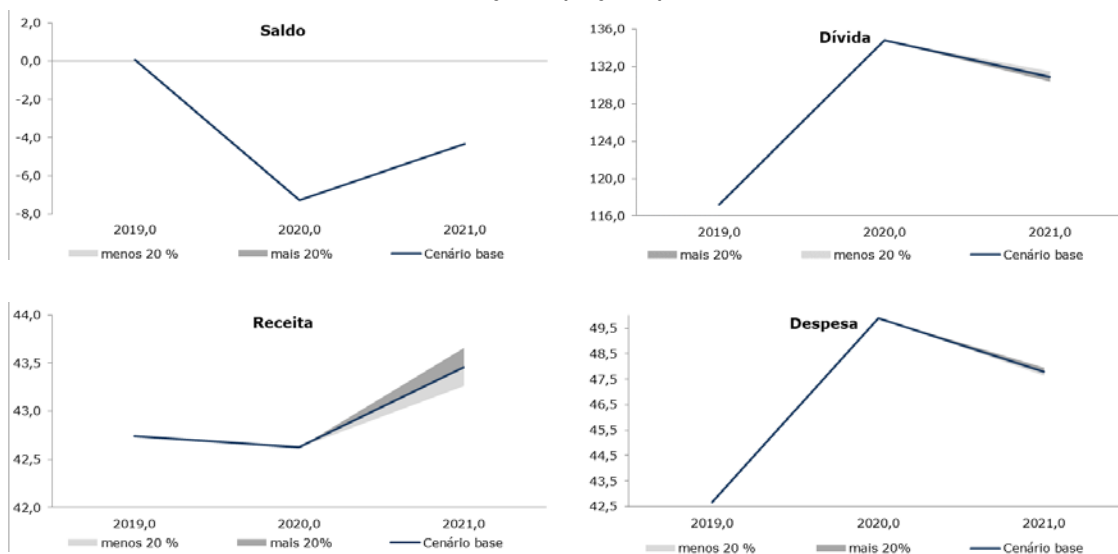 Saldo
2,0
0,0
-2,0
-4,0
-6,0
-8,0
2019,0 2020,0 2021,0
menos 20 % mais 20% Cenário base
Dívida
136,0
132,0
128,0
124,0
120,0
116,0
2019,0 2020,0 2021,0
mais 20% menos 20 % Cenário base
Receita
44,0
43,5
43,0
42,5
42,0
2019,0 2020,0 2021,0
menos 20 % mais 20% Cenário base
Despesa
49,5
48,5
47,5
46,5
45,5
44,5
43,5
42,5
2019,0 2020,0 2021,0
menos 20 % mais 20% Cenário base